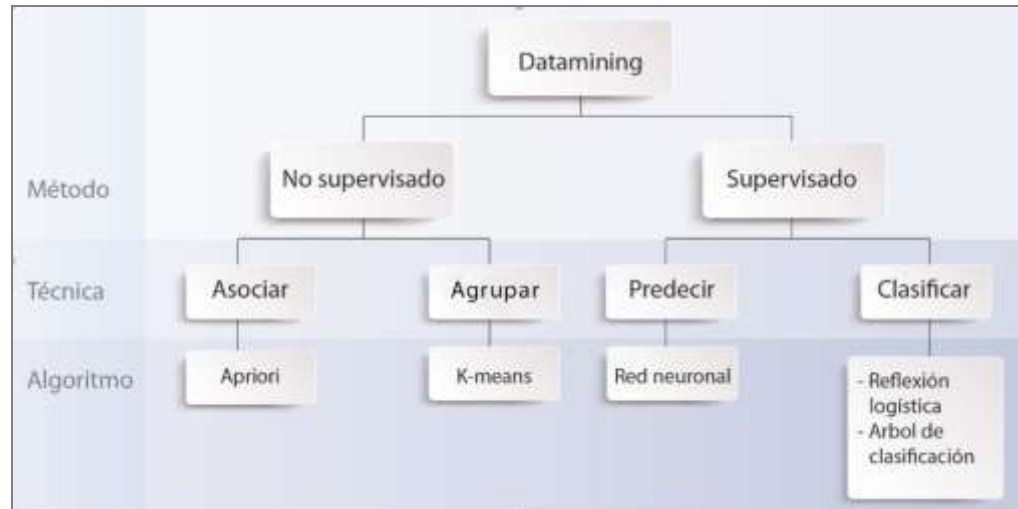 Datamining
Método
No supervisado
Supervisado
Técnica
Asociar
Agrupar
Predecir
Clasificar
Algoritmo
Apriori
K-means
Red neuronal
- Reflexión
logística
- Arbol de
clasificación